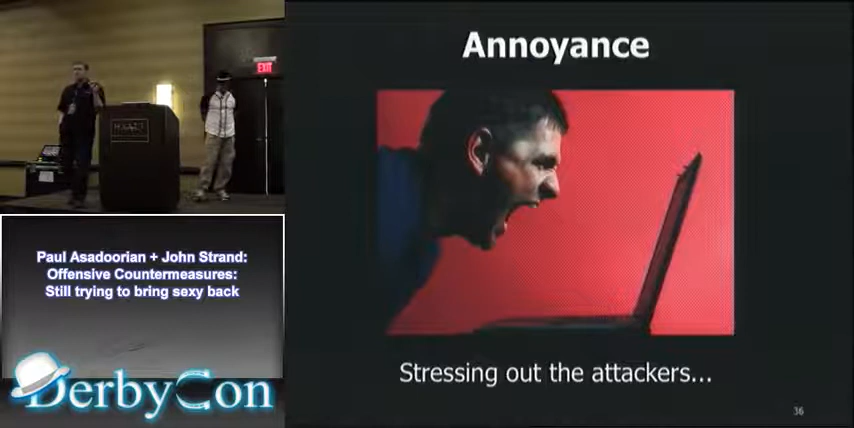 Annoyance
EXIT
HYATT
Paul Asadoorian + John Strand:
Offensive Countermeasures:
Still trying to bring sexy back
DerbyCon
Stressing out the attackers...
36